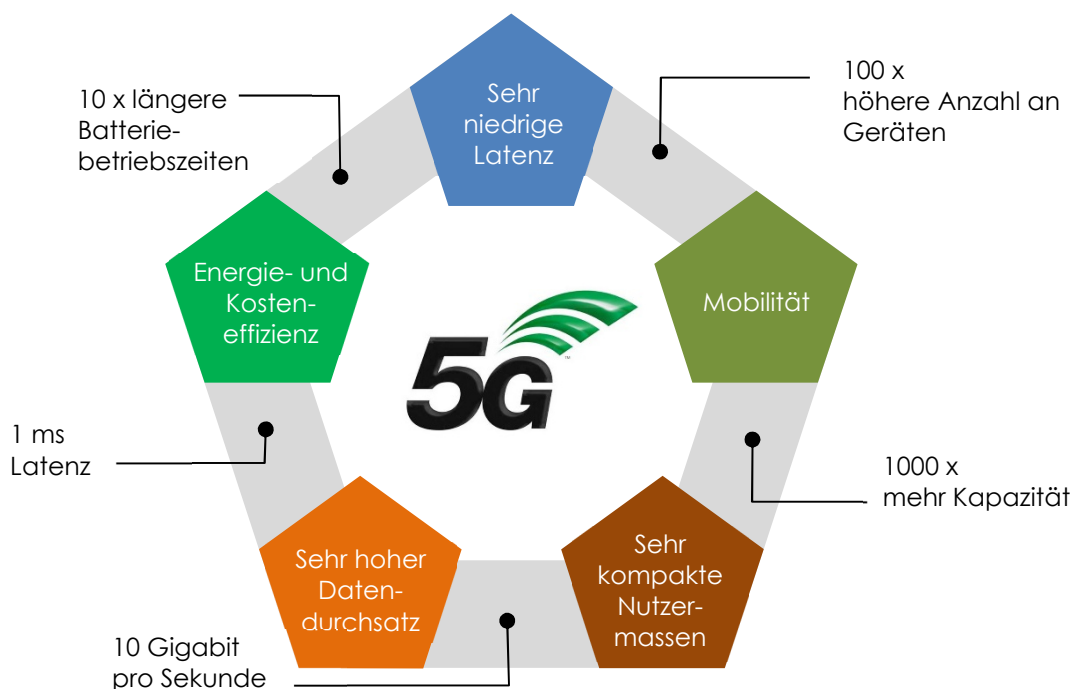 Sehr
niedrige
Latenz
100 x
höhere Anzahl an
Geräten
10 x längere
Batterie-
betriebszeiten
Energie- und
Kosten-
effizienz
Mobilität
5G
™
1 ms
Latenz
1000 x
mehr Kapazität
Sehr hoher
Daten-
durchsatz
Sehr
kompakte
Nutzer-
massen
10 Gigabit
pro Sekunde